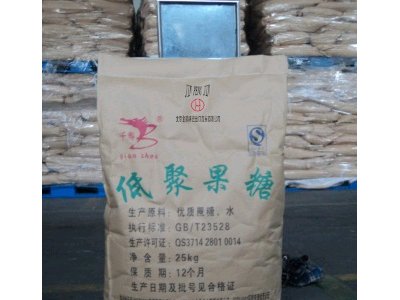 低聚果糖
生产原料：优质蔗糖、水
执行标准：GB/T23528
生产许可证：QS3714 2801 0014
净含量：25kg
保质期：12个月
生产日期及批号见合格证